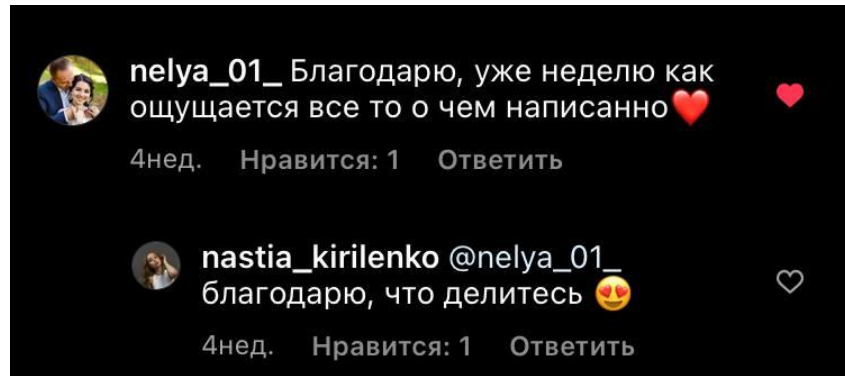 nelya_01_ Благодарю, уже неделю как
ощущается все то о чем написанно❤️
4нед. Нравится: 1 Ответить
nastia_kirilenko @nelya_01_
благодарю, что делитесь 😍
4нед. Нравится: 1 Ответить